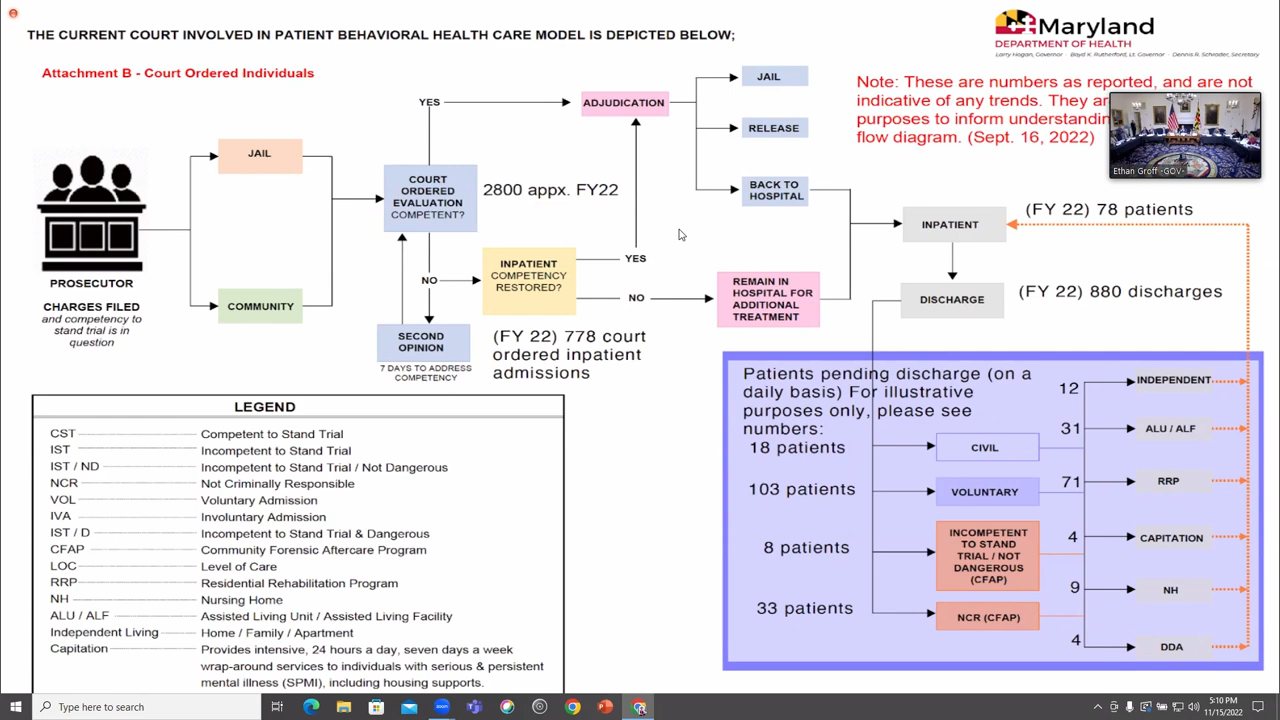 THE CURRENT COURT INVOLVED IN PATIENT BEHAVIORAL HEALTH CARE MODEL IS DEPICTED BELOW;
Maryland
DEPARTMENT OF HEALTH
Larry Hogan, Governor · Boyd K. Rutherford, Lt. Governor · Dennis R. Schrader, Secretary
Attachment B - Court Ordered Individuals
Note: These are numbers as reported, and are not
indicative of any trends. They ar
purposes to inform understandin
flow diagram. (Sept. 16, 2022)
Ethan Groff -GOV-
PROSECUTOR
CHARGES FILED
and competency to
stand trial is in
question
JAIL
COMMUNITY
YES
COURT
ORDERED
EVALUATION
COMPETENT?
2800 appx. FY22
NO
SECOND
OPINION
7 DAYS TO ADDRESS
COMPETENCY
INPATIENT
COMPETENCY
RESTORED?
(FY 22) 778 court
ordered inpatient
admissions
YES
NO
ADJUDICATION
JAIL
RELEASE
BACK TO
HOSPITAL
REMAIN IN
HOSPITAL FOR
ADDITIONAL
TREATMENT
(FY 22) 78 patients
INPATIENT
DISCHARGE
(FY 22) 880 discharges
LEGEND
CST Competent to Stand Trial
IST Incompetent to Stand Trial
IST / ND Incompetent to Stand Trial / Not Dangerous
NCR Not Criminally Responsible
VOL Voluntary Admission
IVA Involuntary Admission
IST / D Incompetent to Stand Trial & Dangerous
CFAP Community Forensic Aftercare Program
LOC Level of Care
RRP Residential Rehabilitation Program
NH Nursing Home
ALU / ALF Assisted Living Unit / Assisted Living Facility
Independent Living Home / Family / Apartment
Capitation Provides intensive, 24 hours a day, seven days a week
wrap-around services to individuals with serious & persistent
mental illness (SPMI), including housing supports.
Patients pending discharge (on a
daily basis) For illustrative
purposes only, please see
numbers:
18 patients
CIVIL
103 patients
VOLUNTARY
8 patients
INCOMPETENT
TO STAND
TRIAL / NOT
DANGEROUS
(CFAP)
33 patients
NCR (CFAP)
12 INDEPENDENT
31 ALU / ALF
71 RRP
4 CAPITATION
9 NH
4 DDA
Type here to search
5:10 PM
11/15/2022